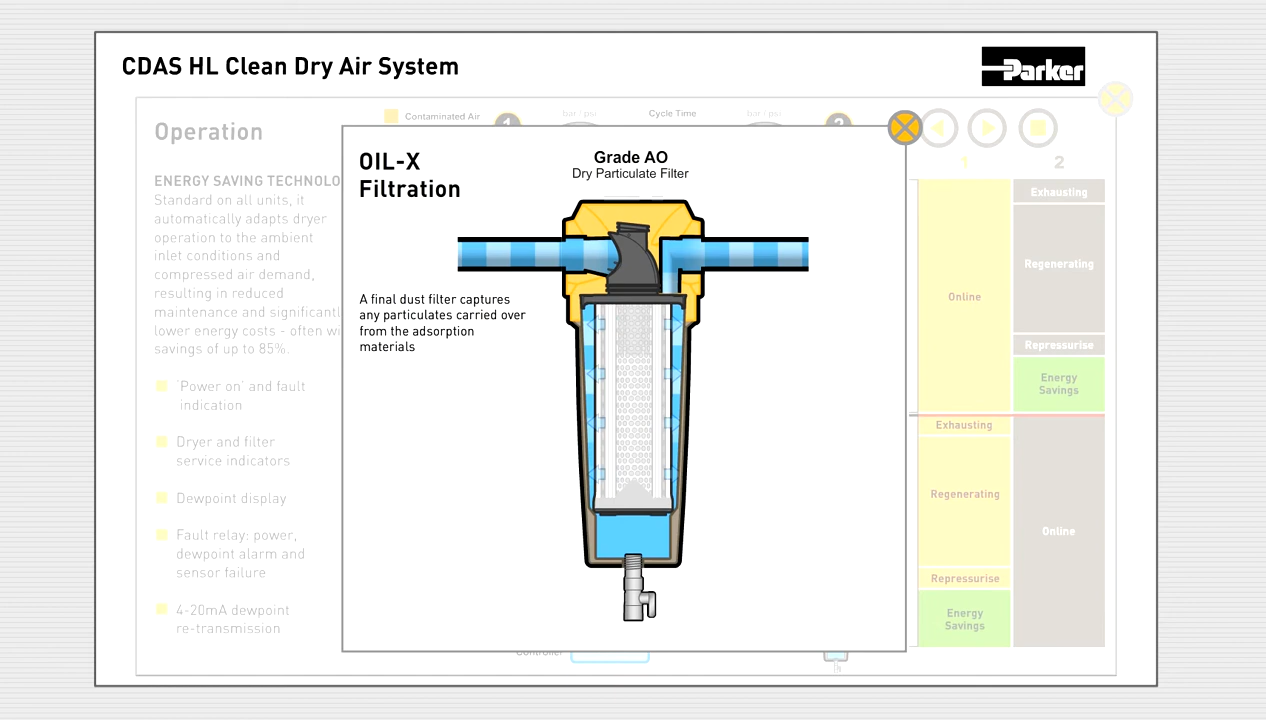 CDAS HL Clean Dry Air System
Parker
Operation
ENERGY SAVING TECHNOLO
Standard on all units, it
automatically adapts dryer
operation to the ambient
inlet conditions and
compressed air demand,
resulting in reduced
maintenance and significantl
lower energy costs - often wi
savings of up to 85%.
'Power on' and fault
indication
Dryer and filter
service indicators
Dewpoint display
Fault relay: power,
dewpoint alarm and
sensor failure
4-20mA dewpoint
re-transmission
Contaminated Air
1
bar / psi
Cycle Time
bar / psi
2
OIL-X
Filtration
Grade AO
Dry Particulate Filter
A final dust filter captures
any particulates carried over
from the adsorption
materials
Controller
1
2
Online
Exhausting
Regenerating
Repressurise
Energy
Savings
Exhausting
Regenerating
Repressurise
Energy
Savings
Online